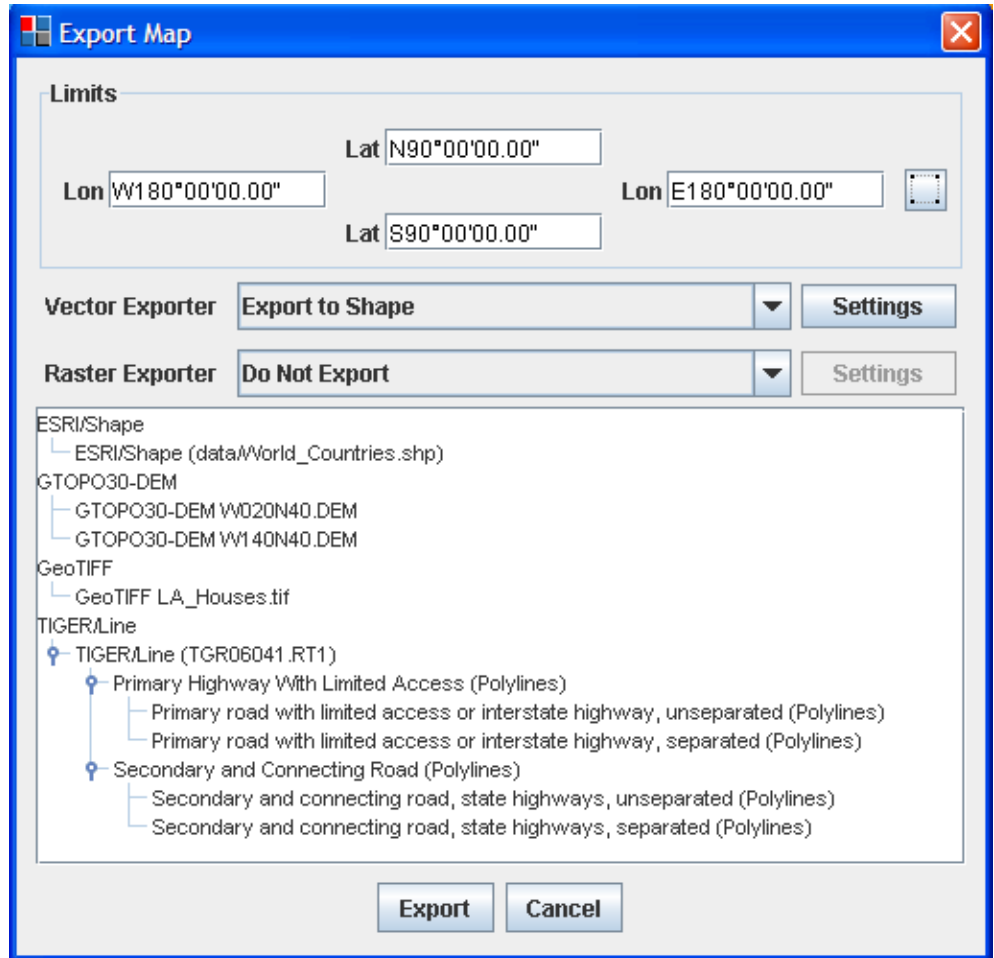 Export Map
Limits
Lat N90°00'00.00"
Lon W180°00'00.00" Lon E180°00'00.00"
Lat S90°00'00.00"
Vector Exporter Export to Shape Settings
Raster Exporter Do Not Export Settings
ESRI/Shape
ESRI/Shape (data/World_Countries.shp)
GTOPO30-DEM
GTOPO30-DEM W020N40.DEM
GTOPO30-DEM W140N40.DEM
GeoTIFF
GeoTIFF LA_Houses.tif
TIGER/Line
TIGER/Line (TGR06041.RT1)
Primary Highway With Limited Access (Polylines)
Primary road with limited access or interstate highway, unseparated (Polylines)
Primary road with limited access or interstate highway, separated (Polylines)
Secondary and Connecting Road (Polylines)
Secondary and connecting road, state highways, unseparated (Polylines)
Secondary and connecting road, state highways, separated (Polylines)
Export Cancel